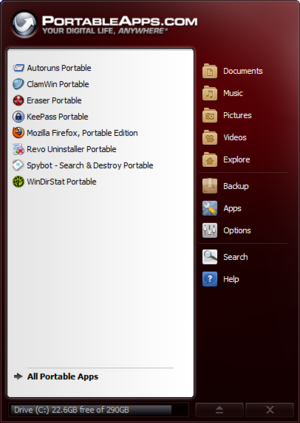 PORTABLEAPPS.COM
YOUR DIGITAL LIFE, ANYWHERE®
Autoruns Portable
ClamWin Portable
Eraser Portable
KeePass Portable
Mozilla Firefox, Portable Edition
Revo Uninstaller Portable
Spybot - Search & Destroy Portable
WinDirStat Portable
All Portable Apps
Documents
Music
Pictures
Videos
Explore
Backup
Apps
Options
Search
Help
Drive (C:) 22.6GB free of 290GB